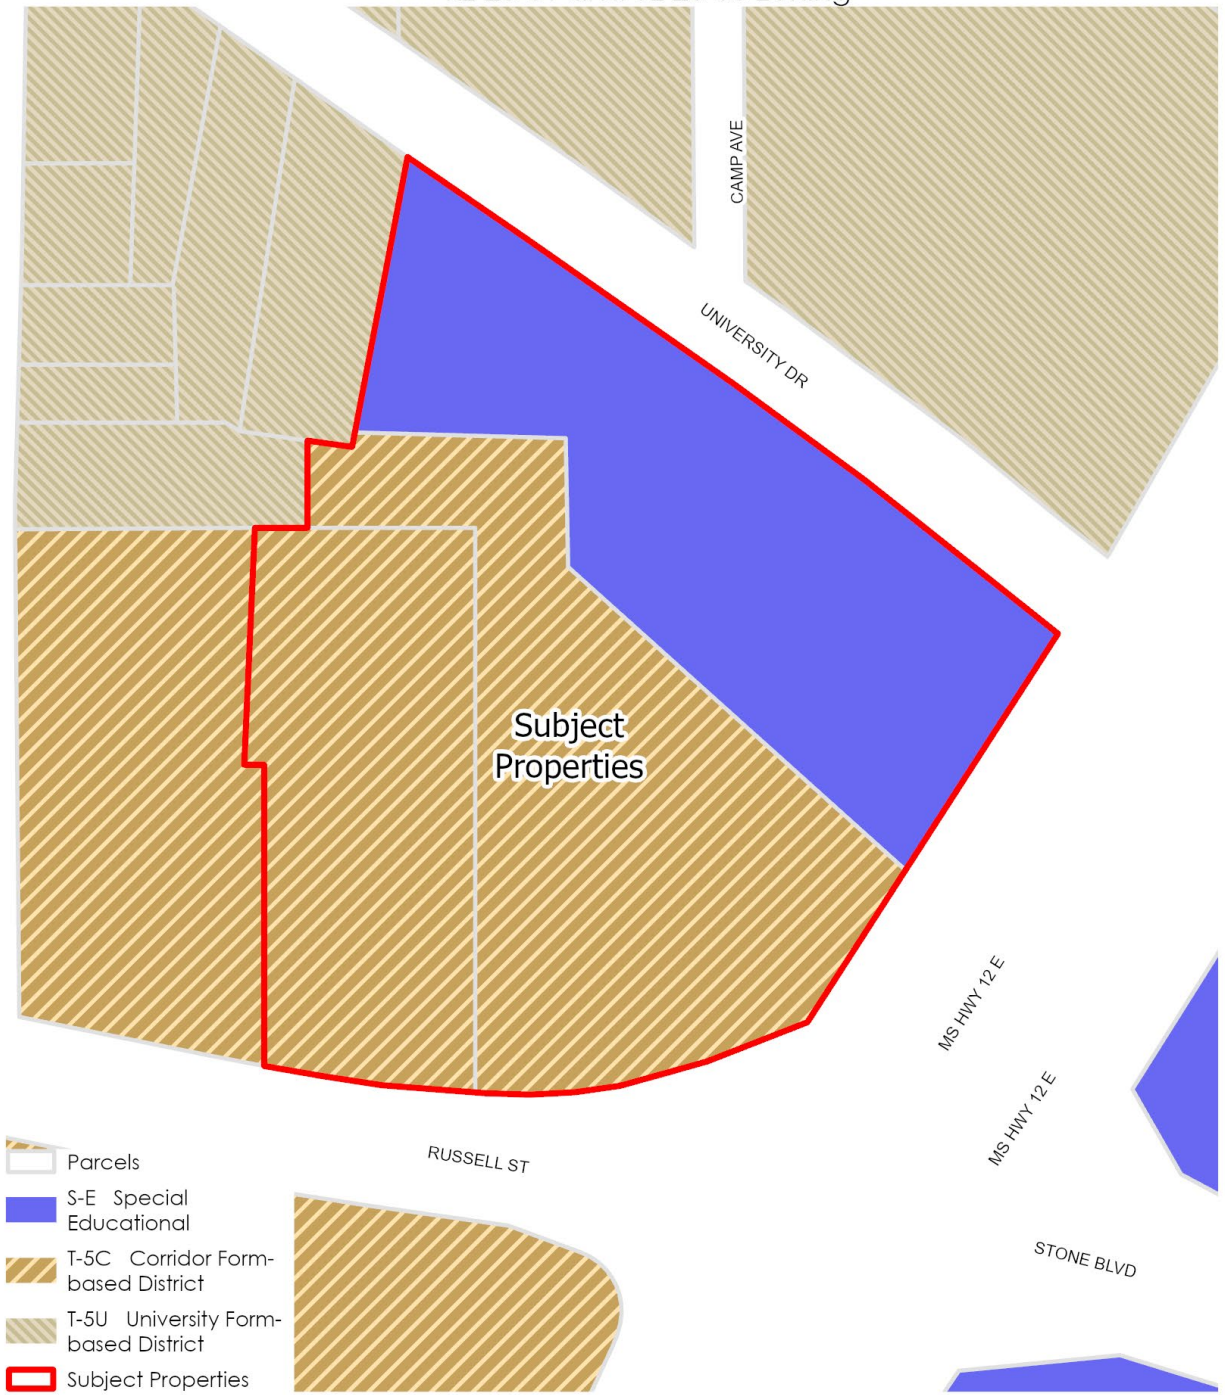 CAMP AVE
UNIVERSITY DR
Subject
Properties
MS HWY 12 E
MS HWY 12 E
RUSSELL ST
STONE BLVD
Parcels
S-E Special
Educational
T-5C Corridor Form-
based District
T-5U University Form-
based District
Subject Properties